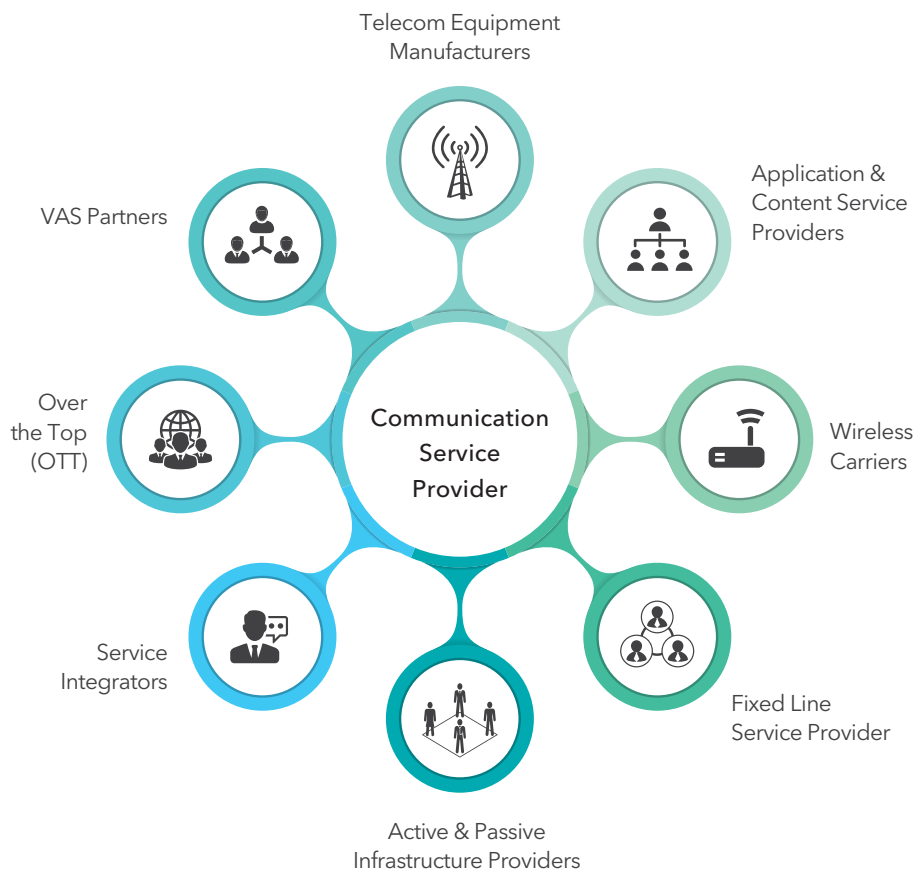 Telecom Equipment
Manufacturers
Application &
Content Service
Providers
VAS Partners
Over
the Top
(OTT)
Communication
Service
Provider
Wireless
Carriers
Service
Integrators
Fixed Line
Service Provider
Active & Passive
Infrastructure Providers